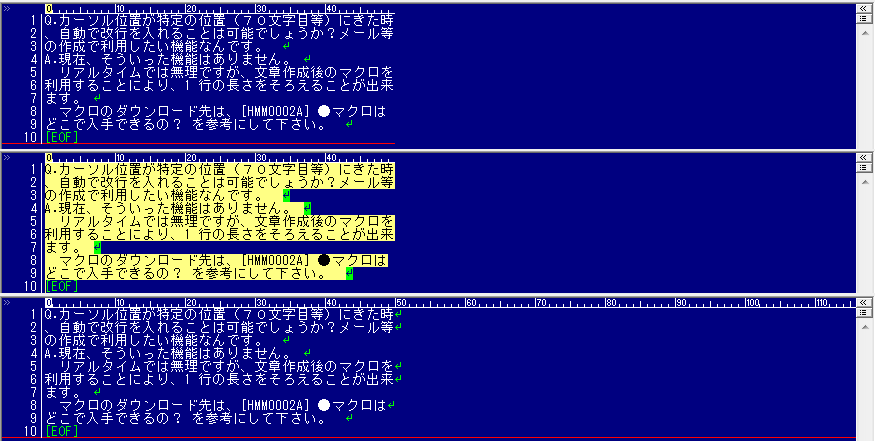 0 10 20 30 40
1 Q.カーソル位置が特定の位置（７０文字目等）にきた時
2 、自動で改行を入れることは可能でしょうか？メール等
3 の作成で利用したい機能なんです。 ↵
4 A.現在、そういった機能はありません。 ↵
5 　リアルタイムでは無理ですが、文章作成後のマクロを
6 利用することにより、1 行の長さをそろえることが出来
7 ます。 ↵
8 　マクロのダウンロード先は、[HMM0002A] ●マクロは
9 どこで入手できるの？ を参考にして下さい。 ↵
10 [EOF]
0 10 20 30 40
1 Q.カーソル位置が特定の位置（７０文字目等）にきた時
2 、自動で改行を入れることは可能でしょうか？メール等
3 の作成で利用したい機能なんです。 ↵
4 A.現在、そういった機能はありません。 ↵
5 　リアルタイムでは無理ですが、文章作成後のマクロを
6 利用することにより、1 行の長さをそろえることが出来
7 ます。 ↵
8 　マクロのダウンロード先は、[HMM0002A] ●マクロは
9 どこで入手できるの？ を参考にして下さい。 ↵
10 [EOF]
0 10 20 30 40 50 60 70 80 90 100 110
1 Q.カーソル位置が特定の位置（７０文字目等）にきた時↵
2 、自動で改行を入れることは可能でしょうか？メール等↵
3 の作成で利用したい機能なんです。 ↵
4 A.現在、そういった機能はありません。 ↵
5 　リアルタイムでは無理ですが、文章作成後のマクロを↵
6 利用することにより、1 行の長さをそろえることが出来↵
7 ます。 ↵
8 　マクロのダウンロード先は、[HMM0002A] ●マクロは↵
9 どこで入手できるの？ を参考にして下さい。 ↵
10 [EOF]